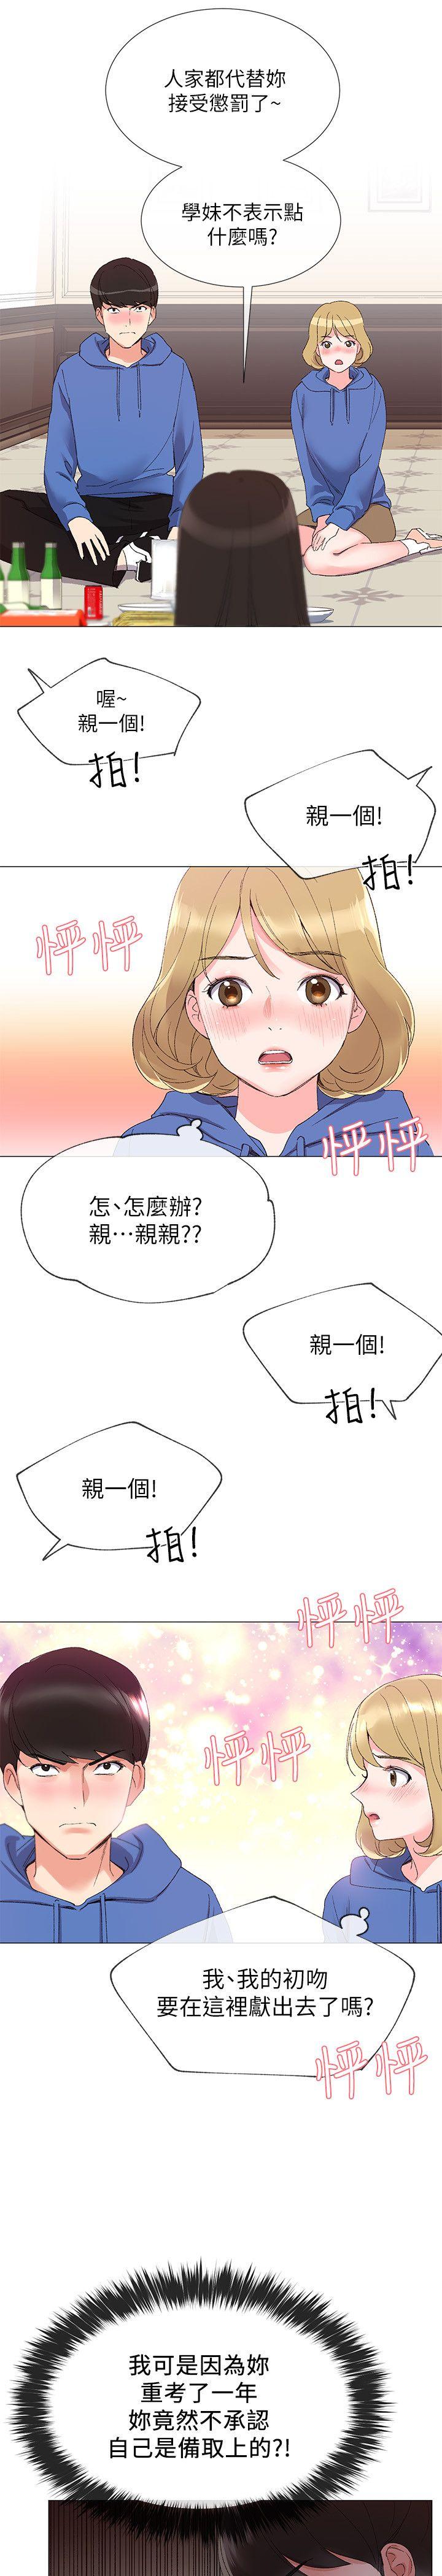 人家都代替妳
接受懲罰了~
學妹不表示點
什麼嗎?
喔~
親一個!
拍!
親一個!
拍!
怦怦
怦怦
怎、怎麼辦?
親…親親??
親一個!
拍!
親一個!
拍!
怦怦
怦怦
我、我的初吻
要在這裡獻出去了嗎?
怦怦
我可是因為妳
重考了一年
妳竟然不承認
自己是備取上的?!